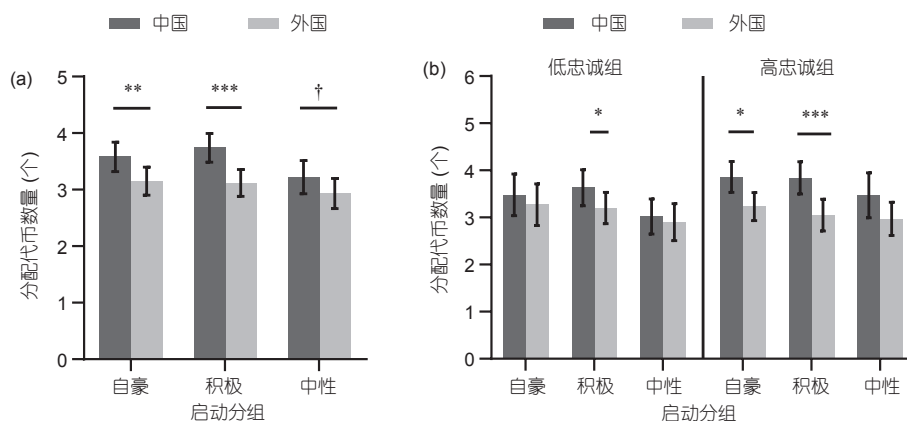 中国 外国
(a)
** *** †
5
4
3
2
1
0
分配代币数量 (个)
自豪 积极 中性
启动分组
中国 外国
(b)
低忠诚组 高忠诚组
* * ***
6
5
4
3
2
1
0
分配代币数量 (个)
自豪 积极 中性 自豪 积极 中性
启动分组